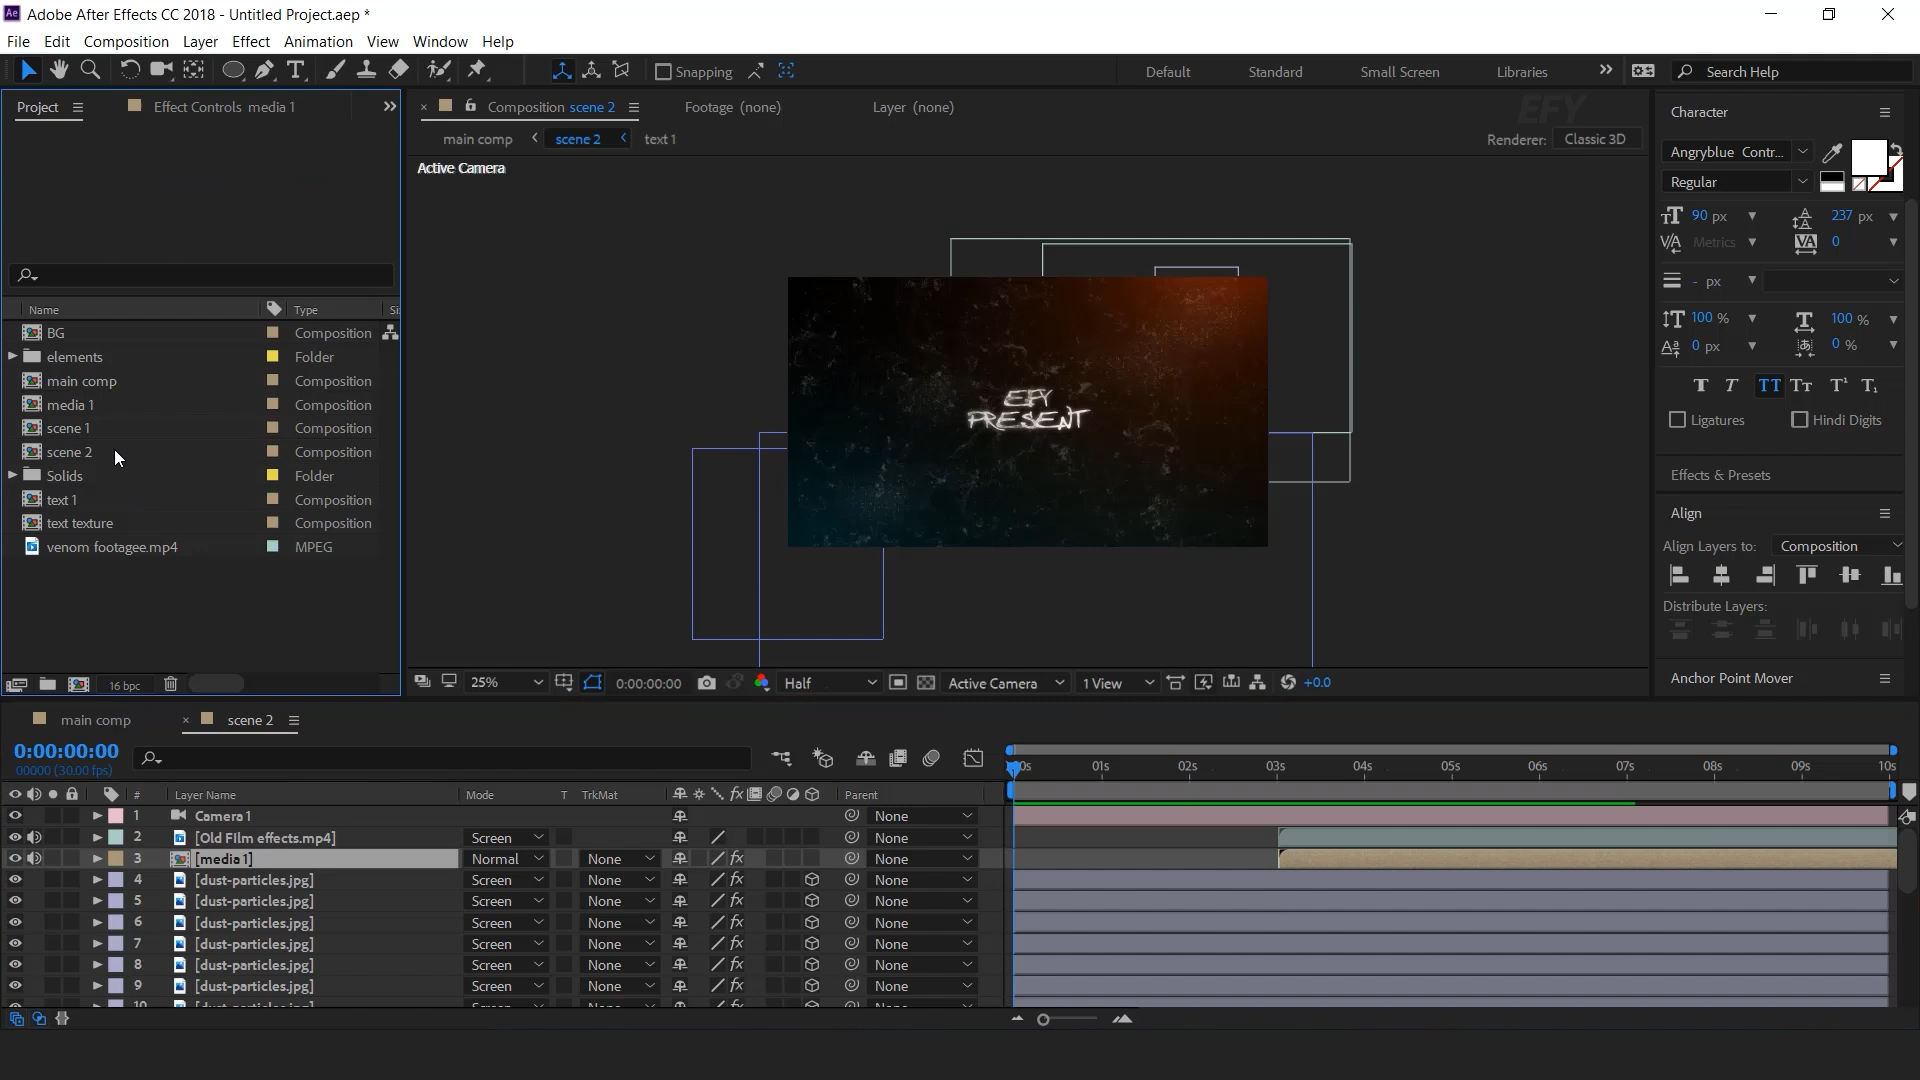 Ae Adobe After Effects CC 2018 - Untitled Project.aep *
File Edit Composition Layer Effect Animation View Window Help
Snapping Default Standard Small Screen Libraries Search Help
Project Effect Controls media 1
Composition scene 2 Footage (none) Layer (none)
EFY
main comp scene 2 text 1 Renderer: Classic 3D
Active Camera
Name Type Si
BG Composition
elements Folder
main comp Composition
media 1 Composition
scene 1 Composition
scene 2 Composition
Solids Folder
text 1 Composition
text texture Composition
venom footagee.mp4 MPEG
16 bpc
EFY
PRESENT
25% 0:00:00:00 Half Active Camera 1 View +0.0
Character
Angryblue Contr...
Regular
90 px 237 px
Metrics 0
- px
100 % 100 %
0 px 0 %
Ligatures Hindi Digits
Effects & Presets
Align
Align Layers to: Composition
Distribute Layers:
Anchor Point Mover
main comp scene 2
0:00:00:00
00000 (30.00 fps)
01s 02s 03s 04s 05s 06s 07s 08s 09s 10s
# Layer Name Mode T TrkMat Parent
1 Camera 1 None
2 [Old FIlm effects.mp4] Screen None
3 [media 1] Normal None None
4 [dust-particles.jpg] Screen None None
5 [dust-particles.jpg] Screen None None
6 [dust-particles.jpg] Screen None None
7 [dust-particles.jpg] Screen None None
8 [dust-particles.jpg] Screen None None
9 [dust-particles.jpg] Screen None None
10 [dust-particles.jpg] Screen None None